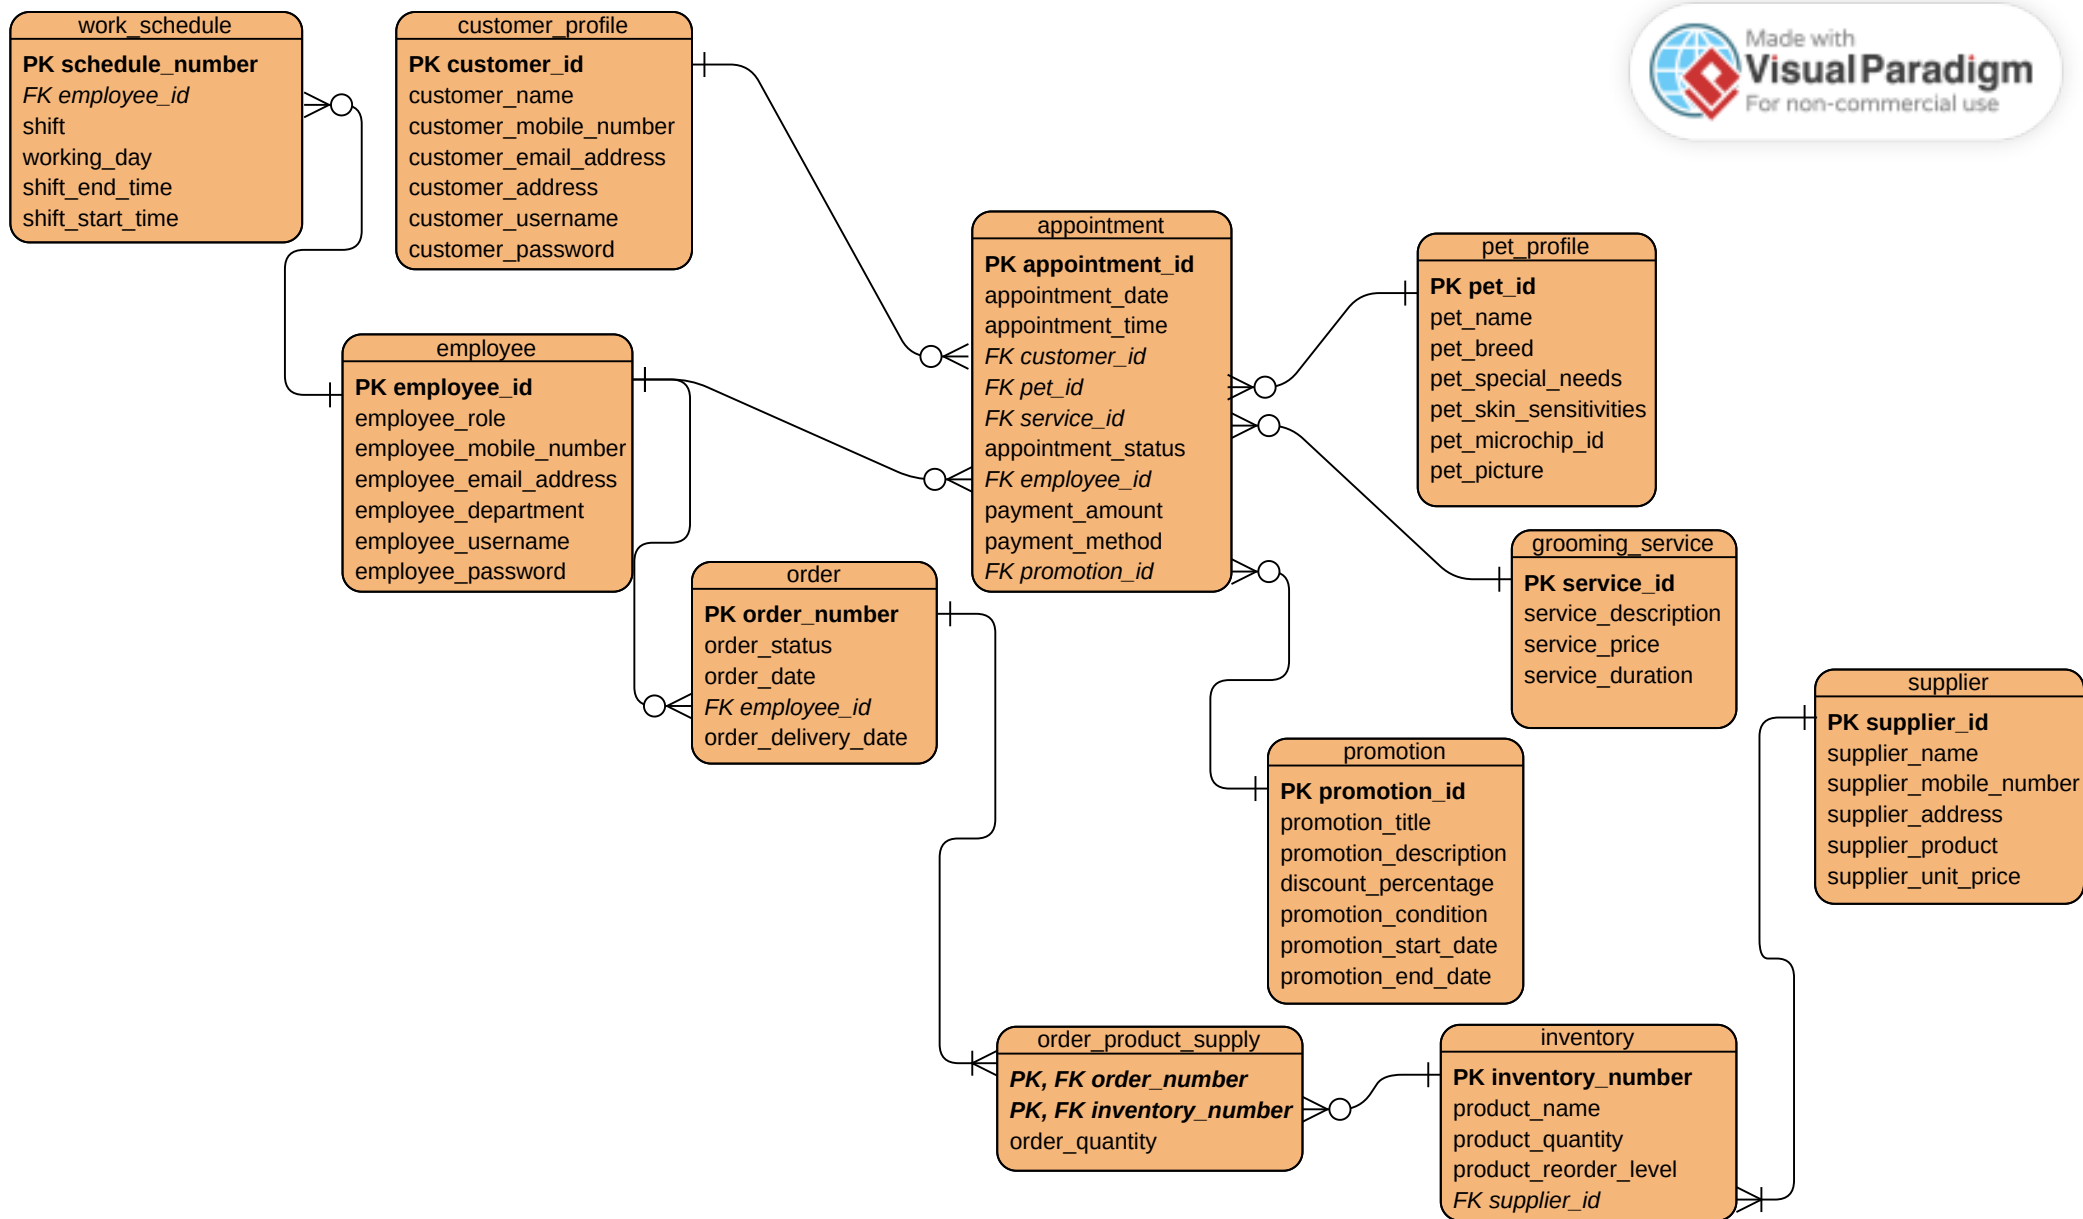 work_schedule
PK schedule_number
FK employee_id
shift
working_day
shift_end_time
shift_start_time
customer_profile
PK customer_id
customer_name
customer_mobile_number
customer_email_address
customer_address
customer_username
customer_password
Made with
Visual Paradigm
For non-commercial use
appointment
PK appointment_id
appointment_date
appointment_time
FK customer_id
FK pet_id
FK service_id
appointment_status
FK employee_id
payment_amount
payment_method
FK promotion_id
pet_profile
PK pet_id
pet_name
pet_breed
pet_special_needs
pet_skin_sensitivities
pet_microchip_id
pet_picture
employee
PK employee_id
employee_role
employee_mobile_number
employee_email_address
employee_department
employee_username
employee_password
order
PK order_number
order_status
order_date
FK employee_id
order_delivery_date
grooming_service
PK service_id
service_description
service_price
service_duration
supplier
PK supplier_id
supplier_name
supplier_mobile_number
supplier_address
supplier_product
supplier_unit_price
promotion
PK promotion_id
promotion_title
promotion_description
discount_percentage
promotion_condition
promotion_start_date
promotion_end_date
order_product_supply
PK, FK order_number
PK, FK inventory_number
order_quantity
inventory
PK inventory_number
product_name
product_quantity
product_reorder_level
FK supplier_id